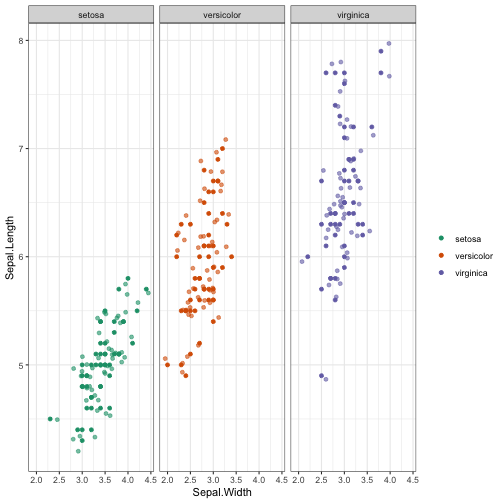 setosa
versicolor
virginica
Sepal.Length
8
7
6
5
2.0 2.5 3.0 3.5 4.0 4.5
2.0 2.5 3.0 3.5 4.0 4.5
2.0 2.5 3.0 3.5 4.0 4.5
Sepal.Width
setosa
versicolor
virginica